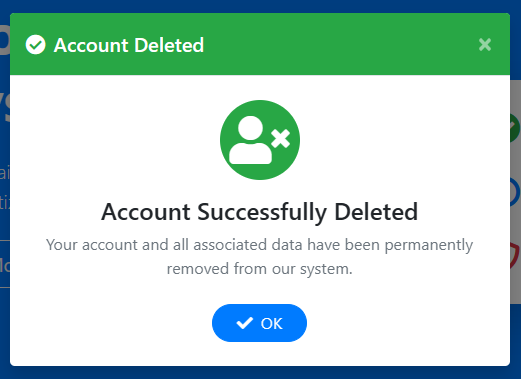 Account Deleted
Account Successfully Deleted
Your account and all associated data have been permanently
removed from our system.
OK